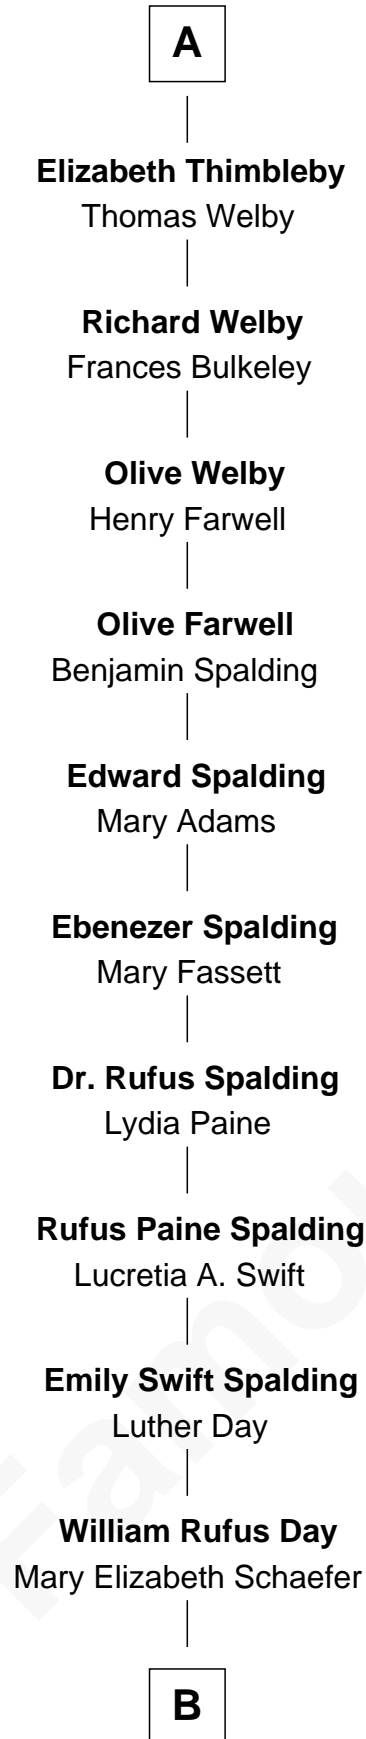 A
Elizabeth Thimbleby
Thomas Welby
Richard Welby
Frances Bulkeley
Olive Welby
Henry Farwell
Olive Farwell
Benjamin Spalding
Edward Spalding
Mary Adams
Ebenezer Spalding
Mary Fassett
Dr. Rufus Spalding
Lydia Paine
Rufus Paine Spalding
Lucretia A. Swift
Emily Swift Spalding
Luther Day
William Rufus Day
Mary Elizabeth Schaefer
B